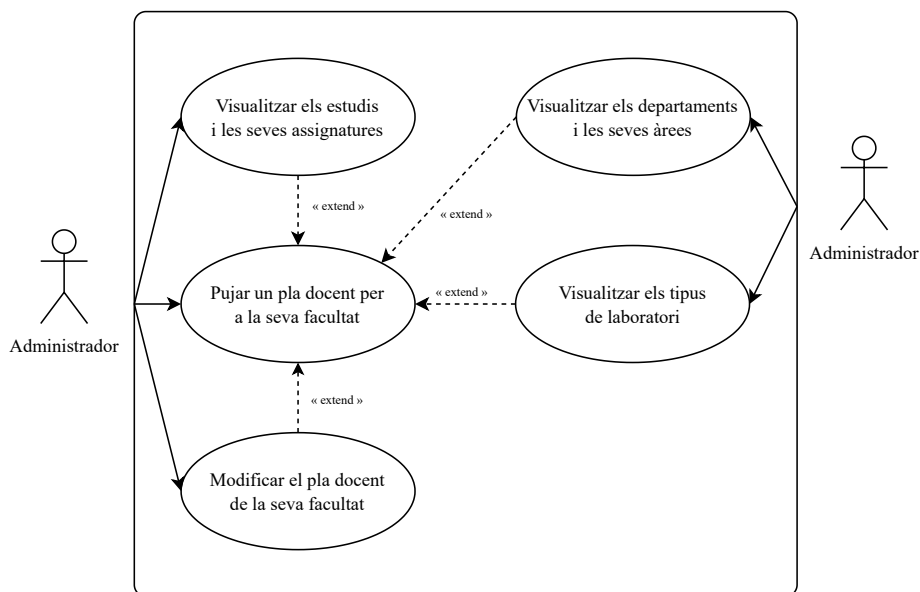 Visualitzar els estudis
i les seves assignatures
Visualitzar els departaments
i les seves àrees
« extend »
« extend »
Administrador
Pujar un pla docent per
a la seva facultat
« extend »
Visualitzar els tipus
de laboratori
Administrador
« extend »
Modificar el pla docent
de la seva facultat